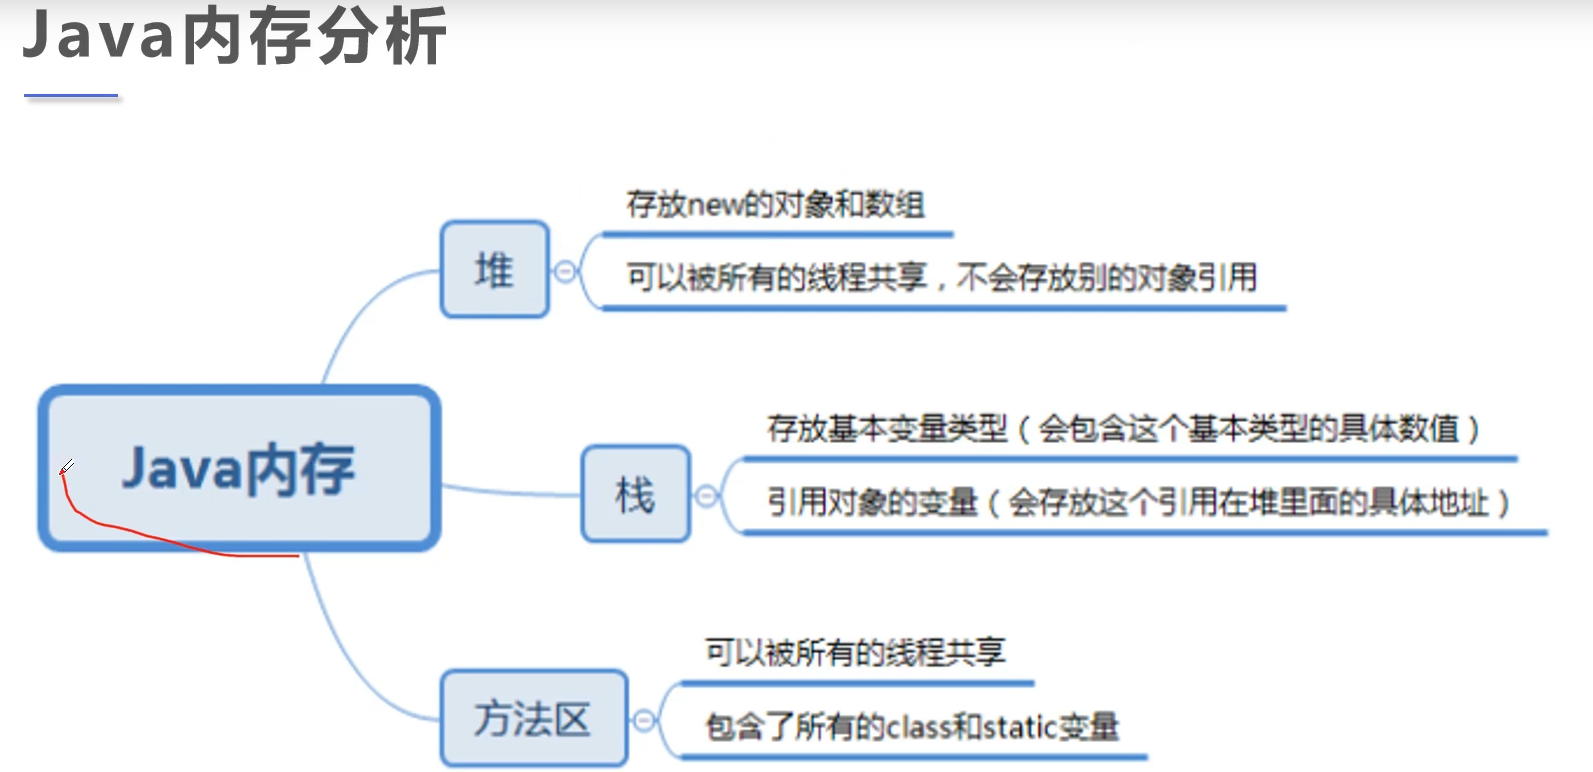 Java内存分析
存放new的对象和数组
堆
可以被所有的线程共享，不会存放别的对象引用
存放基本变量类型（会包含这个基本类型的具体数值）
Java内存
栈
引用对象的变量（会存放这个引用在堆里面的具体地址）
可以被所有的线程共享
方法区
包含了所有的class和static变量